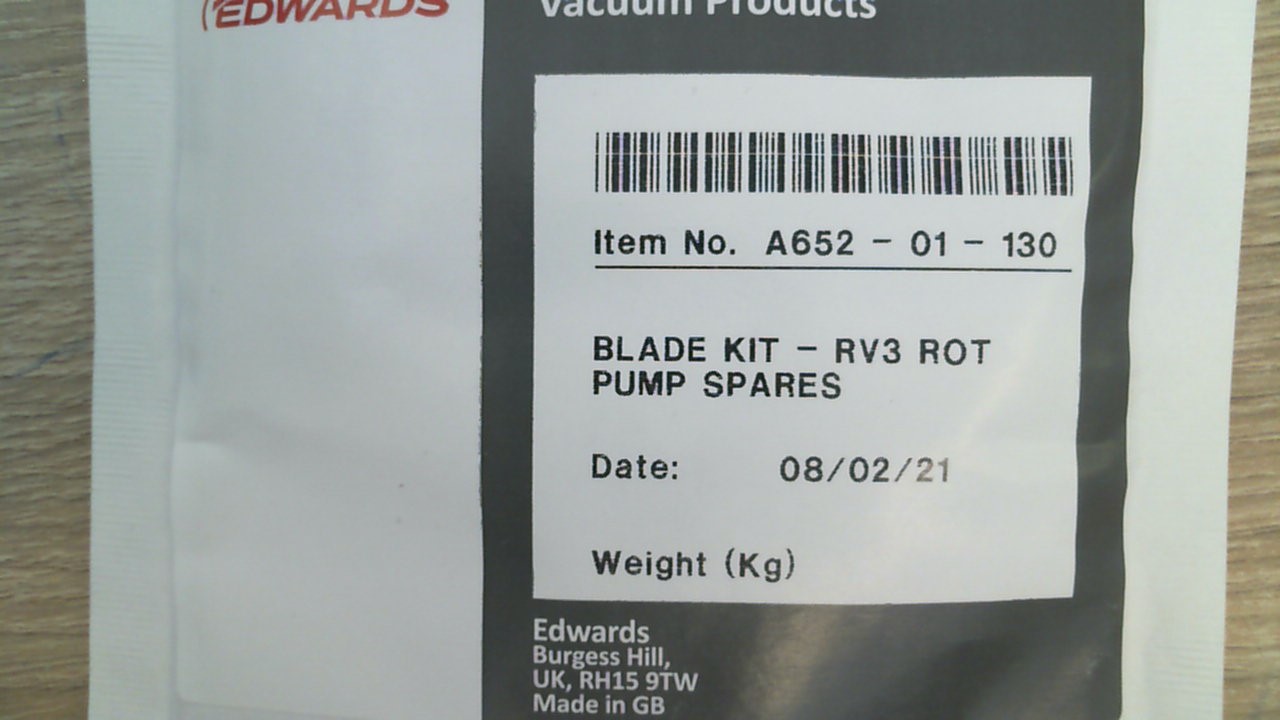 EDWARDS
Vacuum Products
Item No. A652 - 01 - 130
BLADE KIT - RV3 ROT
PUMP SPARES
Date: 08/02/21
Weight (Kg)
Edwards
Burgess Hill,
UK, RH15 9TW
Made in GB